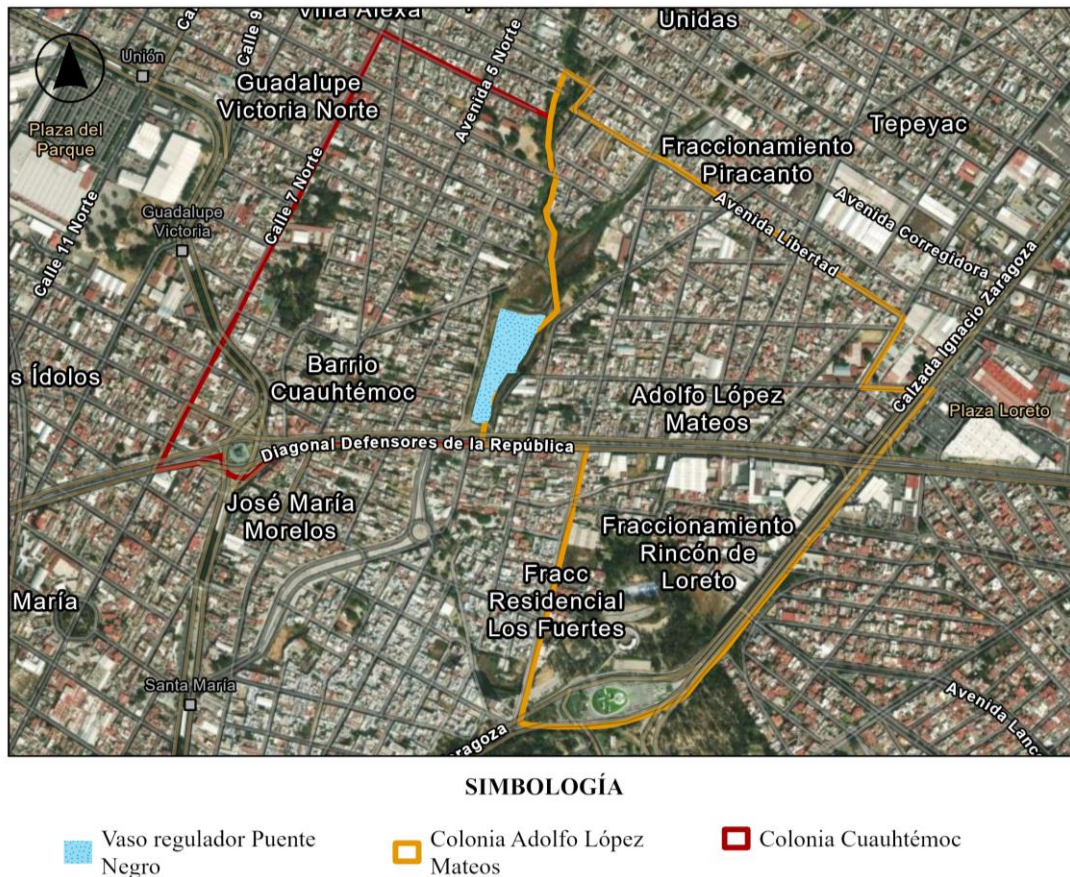 Villa Alexa
Unidas
Calle 9
Unión
Avenida 5 Norte
Guadalupe
Victoria Norte
Tepeyac
Plaza del
Parque
Fraccionamiento
Piracanto
Calle 7 Norte
Guadalupe
Victoria
Avenida Libertad
Avenida Corregidora
Calle 11 Norte
Calzada Ignacio Zaragoza
Barrio
Cuauhtémoc
s Ídolos
Adolfo López
Mateos
Plaza Loreto
Diagonal Defensores de la República
José María
Morelos
Fraccionamiento
Rincón de
Loreto
Fracc
Residencial
Los Fuertes
María
Santa María
aragoza
Avenida Lanc
SIMBOLOGÍA
Vaso regulador Puente
Negro
Colonia Adolfo López
Mateos
Colonia Cuauhtémoc